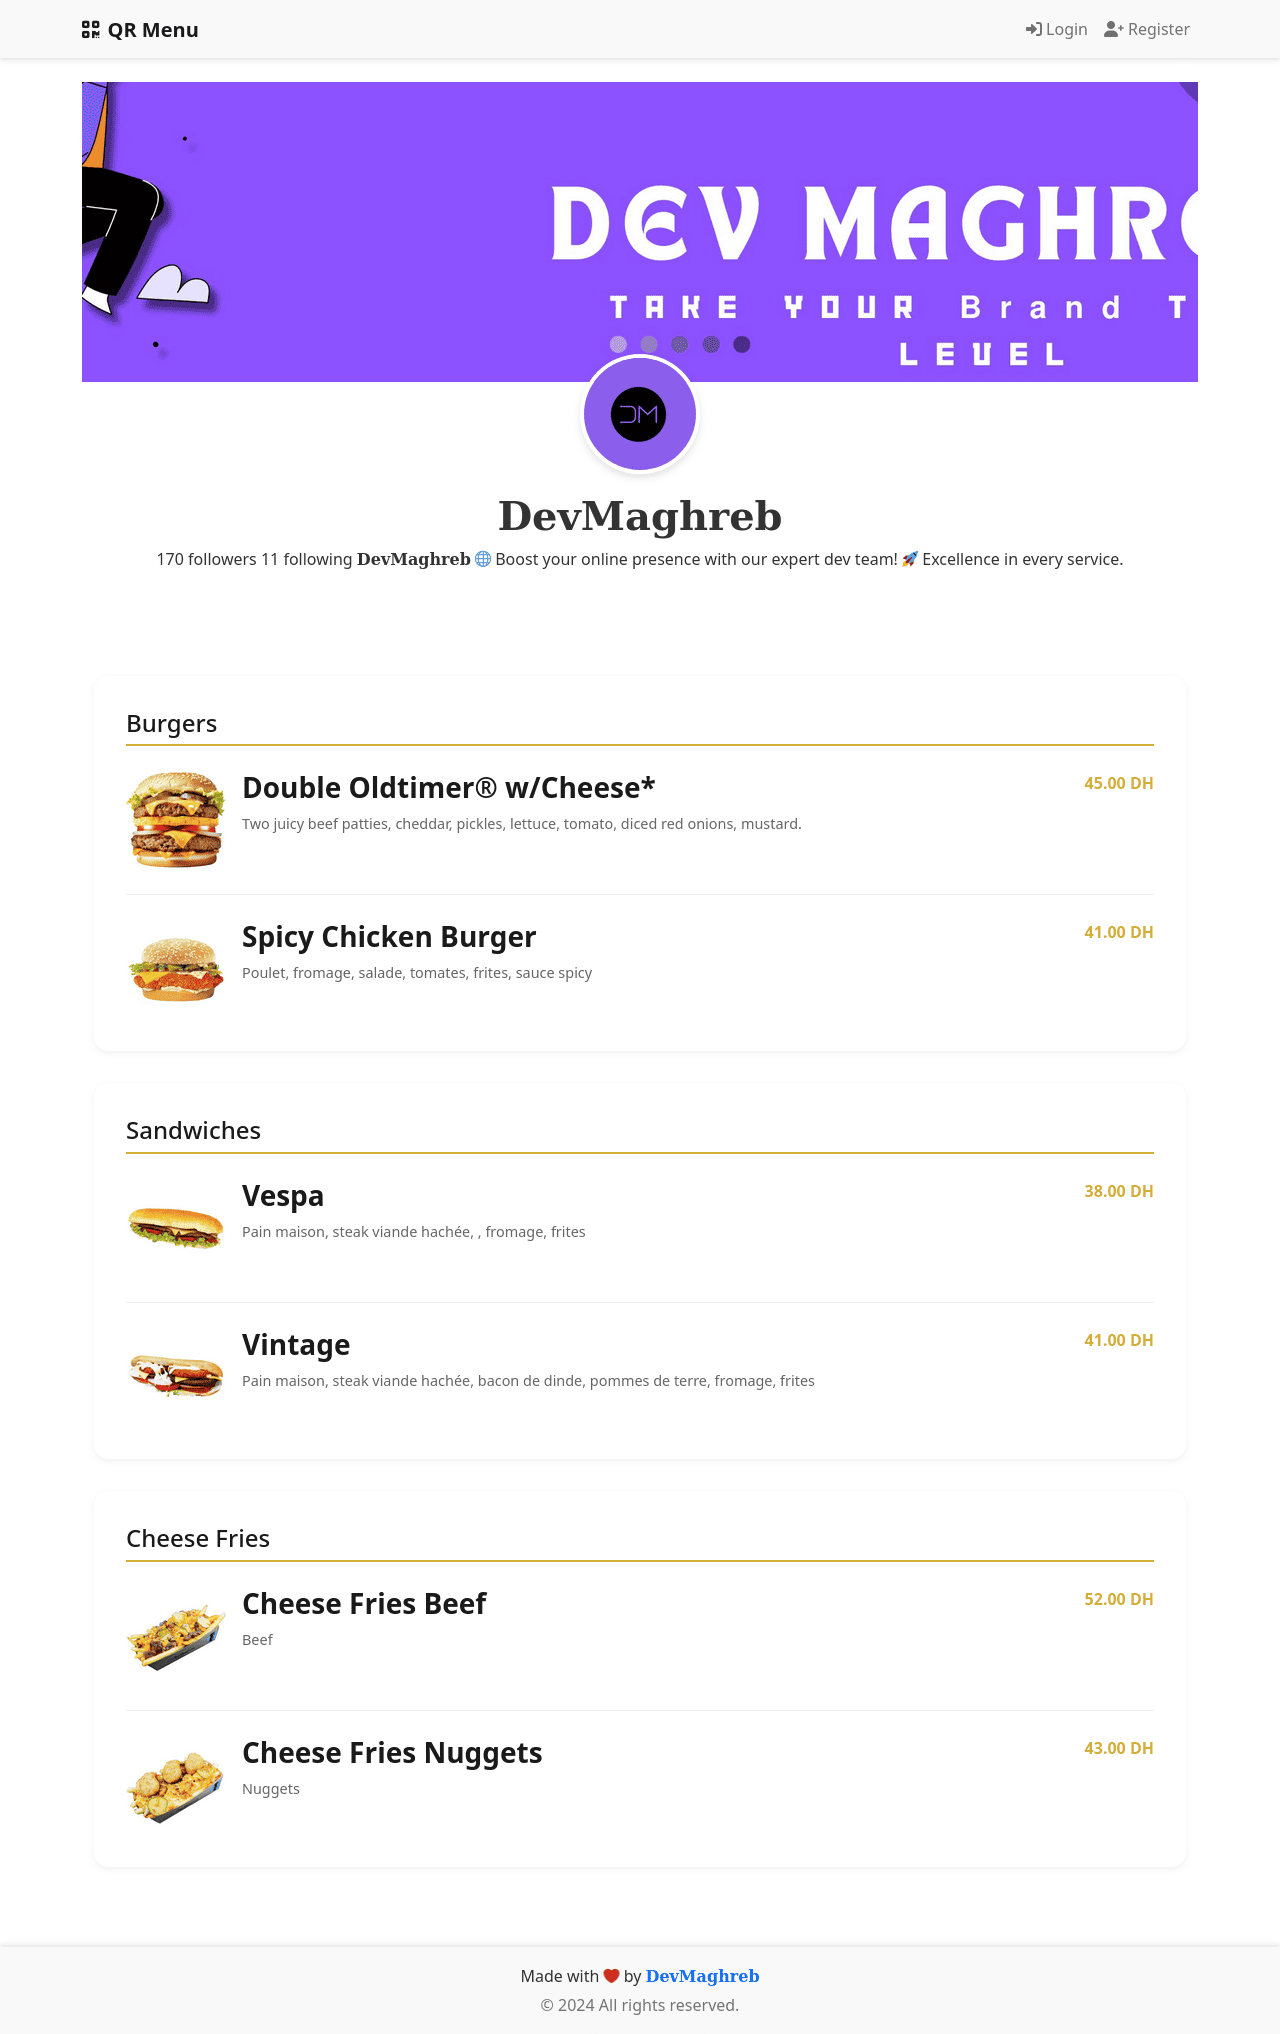 QR Menu
Login Register
DEV MAGHR
TAKE YOUR Brand T
LEVEL
DM
DevMaghreb
170 followers 11 following DevMaghreb 🌐 Boost your online presence with our expert dev team! 🚀 Excellence in every service.
Burgers
Double Oldtimer® w/Cheese* 45.00 DH
Two juicy beef patties, cheddar, pickles, lettuce, tomato, diced red onions, mustard.
Spicy Chicken Burger 41.00 DH
Poulet, fromage, salade, tomates, frites, sauce spicy
Sandwiches
Vespa 38.00 DH
Pain maison, steak viande hachée, , fromage, frites
Vintage 41.00 DH
Pain maison, steak viande hachée, bacon de dinde, pommes de terre, fromage, frites
Cheese Fries
Cheese Fries Beef 52.00 DH
Beef
Cheese Fries Nuggets 43.00 DH
Nuggets
Made with ❤️ by DevMaghreb
© 2024 All rights reserved.